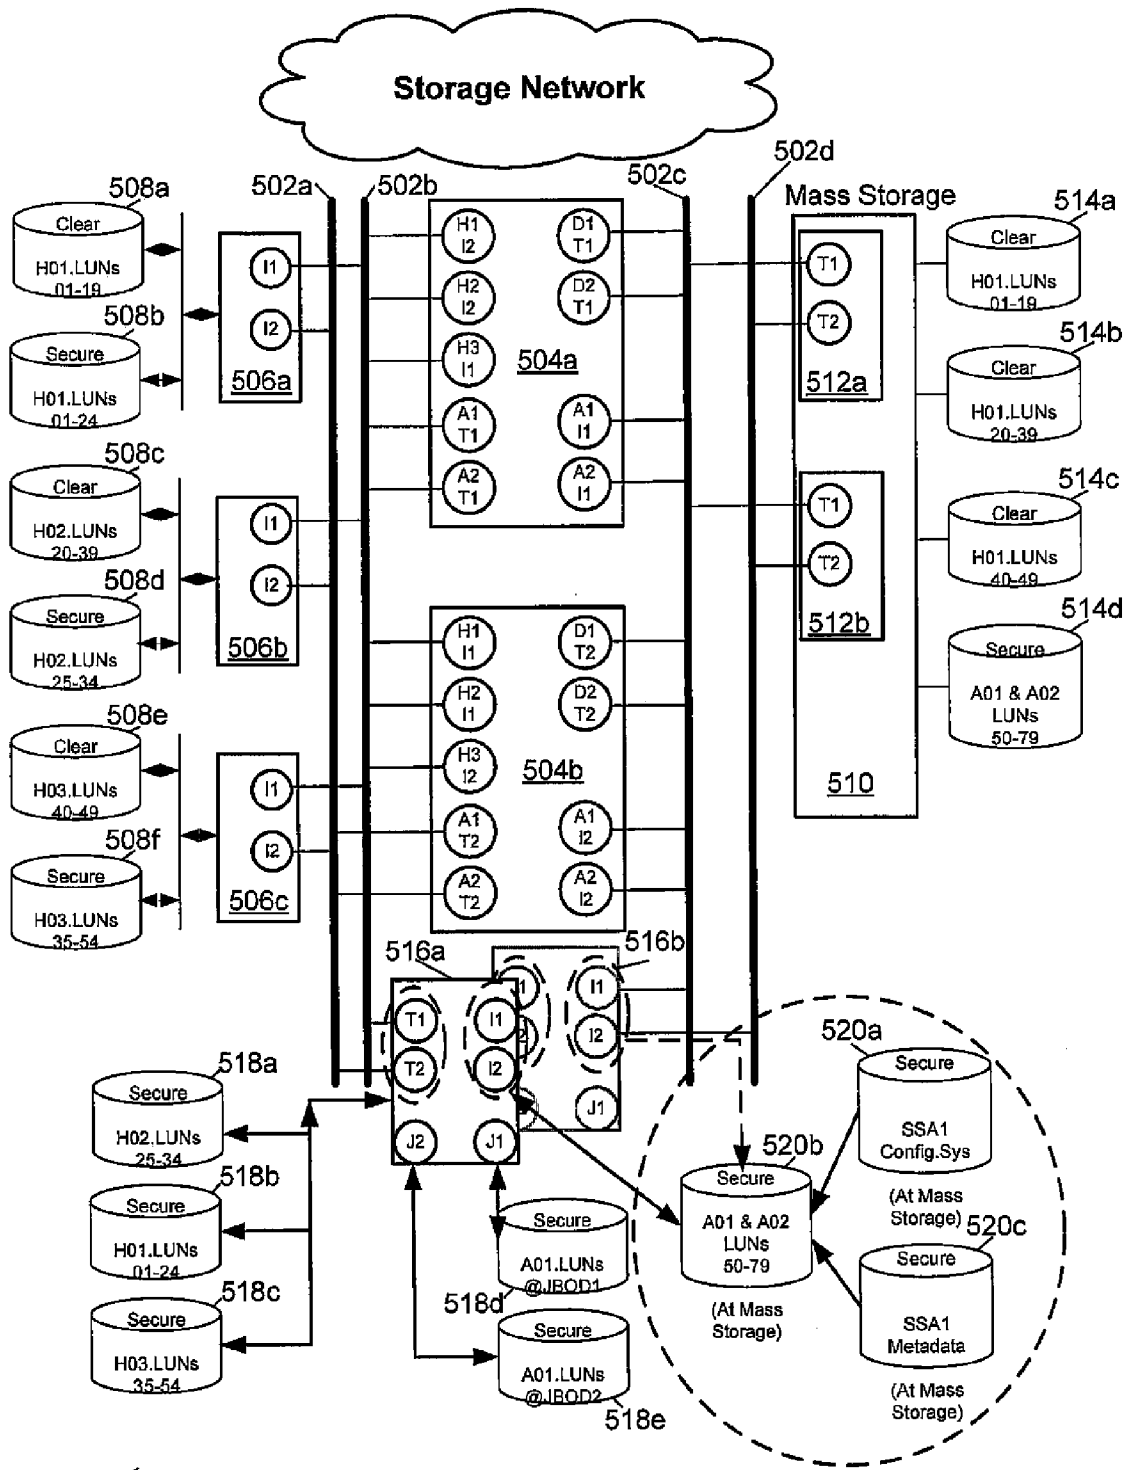 Storage Network
502a
502b
502c
502d
508a
Clear
H01.LUNs
01-19
508b
Secure
H01.LUNs
01-24
I1
I2
506a
508c
Clear
H02.LUNs
20-39
508d
Secure
H02.LUNs
25-34
I1
I2
506b
508e
Clear
H03.LUNs
40-49
508f
Secure
H03.LUNs
35-54
I1
I2
506c
H1
I2
H2
I2
H3
I1
A1
T1
A2
T1
D1
T1
D2
T1
504a
A1
I1
A2
I1
H1
I1
H2
I1
H3
I2
A1
T2
A2
T2
D1
T2
D2
T2
504b
A1
I2
A2
I2
Mass Storage
T1
T2
512a
T1
T2
512b
510
514a
Clear
H01.LUNs
01-19
514b
Clear
H01.LUNs
20-39
514c
Clear
H01.LUNs
40-49
514d
Secure
A01 & A02
LUNs
50-79
516a
T1
T2
I1
I2
J2
J1
516b
1
2
I1
I2
J1
518a
Secure
H02.LUNs
25-34
518b
Secure
H01.LUNs
01-24
518c
Secure
H03.LUNs
35-54
Secure
A01.LUNs
@JBOD1
518d
Secure
A01.LUNs
@JBOD2
518e
520a
Secure
SSA1
Config.Sys
(At Mass
Storage)
520b
Secure
A01 & A02
LUNs
50-79
(At Mass
Storage)
520c
Secure
SSA1
Metadata
(At Mass
Storage)